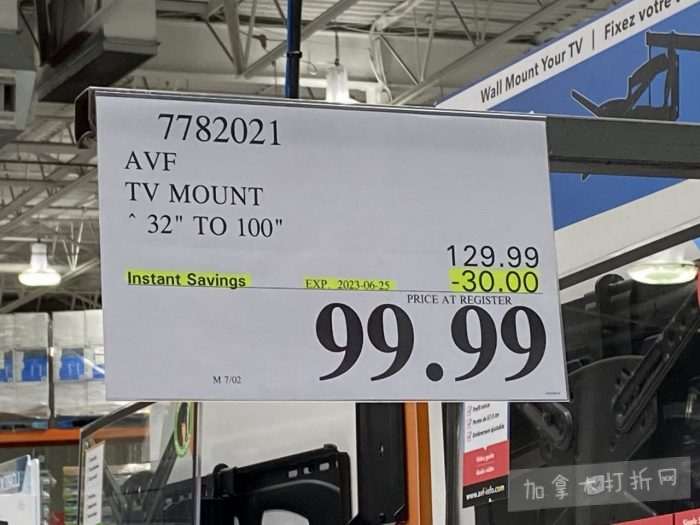 Wall Mount Your TV | Fixez votre
7782021
AVF
TV MOUNT
^ 32" TO 100"
129.99
Instant Savings EXP. 2023-06-25 -30.00
PRICE AT REGISTER
99.99
M 7/02
www.avf-info.com
加拿大打折网